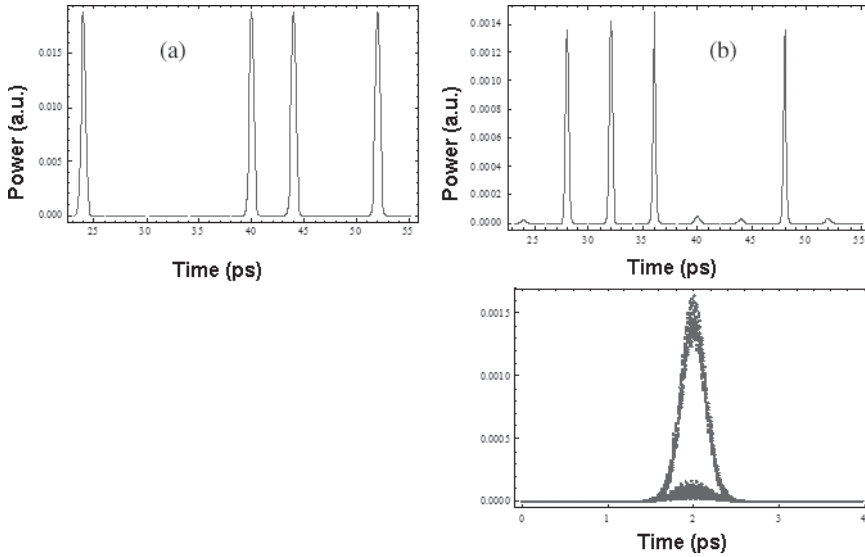 (a)
Power (a.u.)
0.015
0.010
0.005
0.000
25 30 35 40 45 50 55
Time (ps)
(b)
Power (a.u.)
0.0014
0.0012
0.0010
0.0008
0.0006
0.0004
0.0002
0.0000
25 30 35 40 45 50 55
Time (ps)
0.0015
0.0010
0.0005
0.0000
0 1 2 3 4
Time (ps)